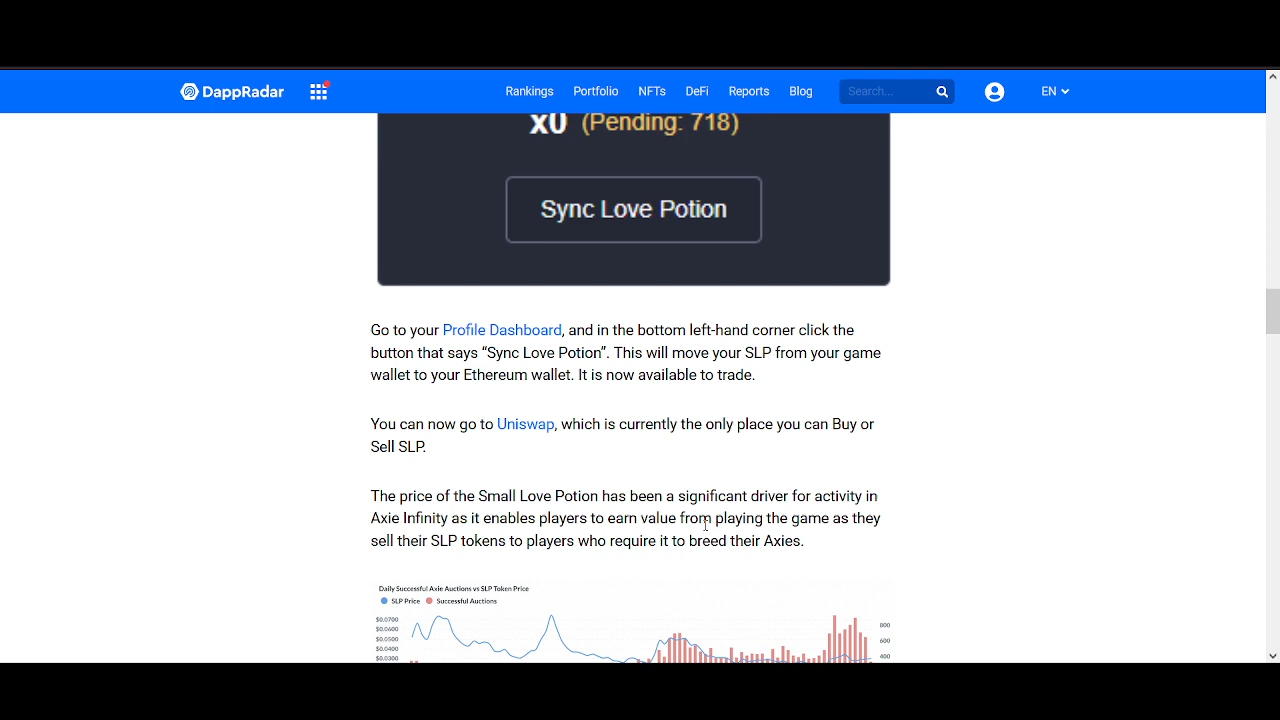 DappRadar
Rankings Portfolio NFTs DeFi Reports Blog Search... EN
x0 (Pending: 718)
Sync Love Potion
Go to your Profile Dashboard, and in the bottom left-hand corner click the
button that says “Sync Love Potion”. This will move your SLP from your game
wallet to your Ethereum wallet. It is now available to trade.
You can now go to Uniswap, which is currently the only place you can Buy or
Sell SLP.
The price of the Small Love Potion has been a significant driver for activity in
Axie Infinity as it enables players to earn value from playing the game as they
sell their SLP tokens to players who require it to breed their Axies.
Daily Successful Axie Auctions vs SLP Token Price
SLP Price Successful Auctions
$0.0700
$0.0600
$0.0500
$0.0400
$0.0300
800
600
400